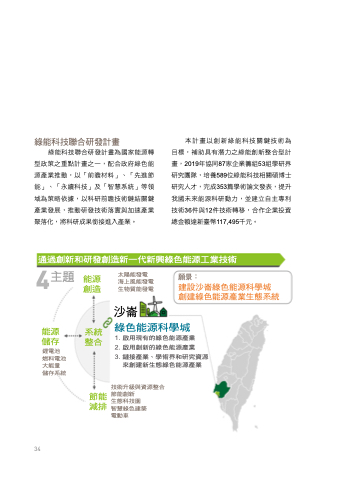 綠能科技聯合研發計畫
綠能科技聯合研發計畫為國家能源轉
型政策之重點計畫之一，配合政府綠色能
源產業推動，以「前瞻材料」、「先進節
能」、「永續科技」及「智慧系統」等領
域為策略依據，以科研前瞻技術鏈結關鍵
產業發展，推動研發技術落實與加速產業
聚落化，將科研成果銜接進入產業。
本計畫以創新綠能科技關鍵技術為
目標，補助具有潛力之綠能創新整合型計
畫，2019年協同87家企業籌組53組學研界
研究團隊，培養589位綠能科技相關碩博士
研究人才，完成353篇學術論文發表，提升
我國未來能源科研動力，並建立自主專利
技術36件與12件技術轉移，合作企業投資
總金額達新臺幣117,495千元。
通過創新和研發創造新一代新興綠色能源工業技術
4主題
能源
創造
太陽能發電
海上風能發電
生物質能發電
願景：
建設沙崙綠色能源科學城
創建綠色能源產業生態系統
沙崙
綠色能源科學城
1. 啟用現有的綠色能源產業
2. 啟用創新的綠色能源產業
3. 鏈接產業、學術界和研究資源
來創建新生態綠色能源產業
能源
儲存
鋰電池
燃料電池
大能量
儲存系統
系統
整合
節能
減排
技術升級與資源整合
節能創新
生態科技園
智慧綠色建築
電動車
34